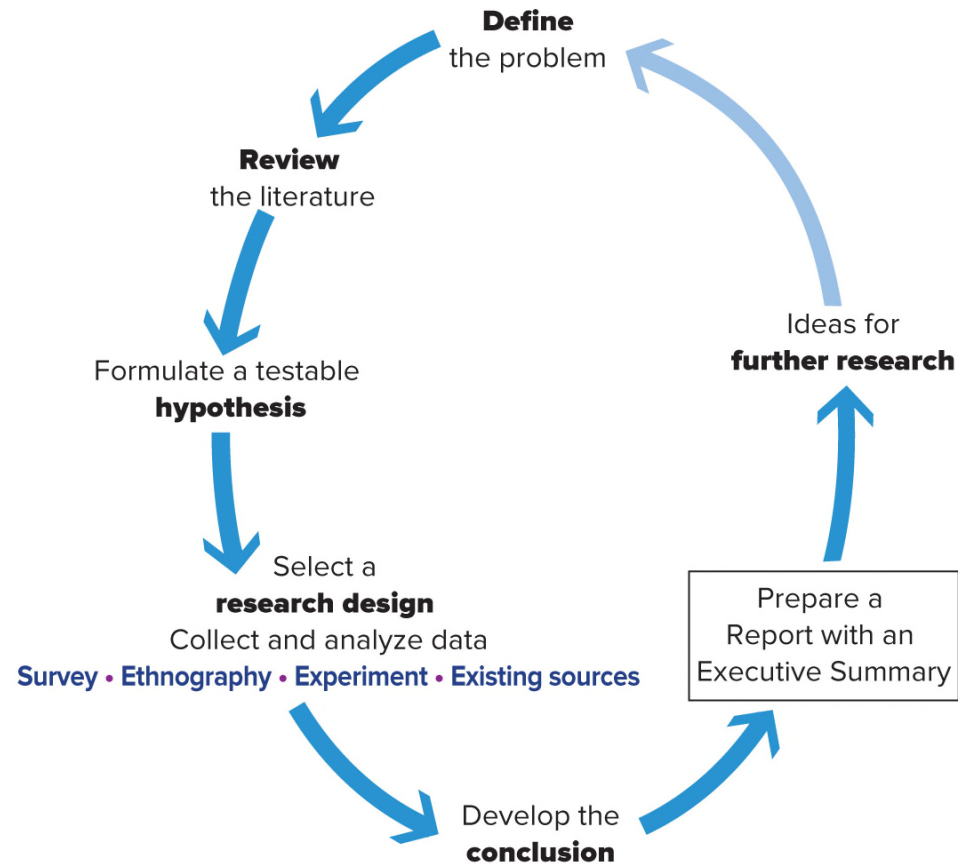 Define
the problem
Review
the literature
Formulate a testable
hypothesis
Select a
research design
Collect and analyze data
Survey • Ethnography • Experiment • Existing sources
Develop the
conclusion
Prepare a
Report with an
Executive Summary
Ideas for
further research